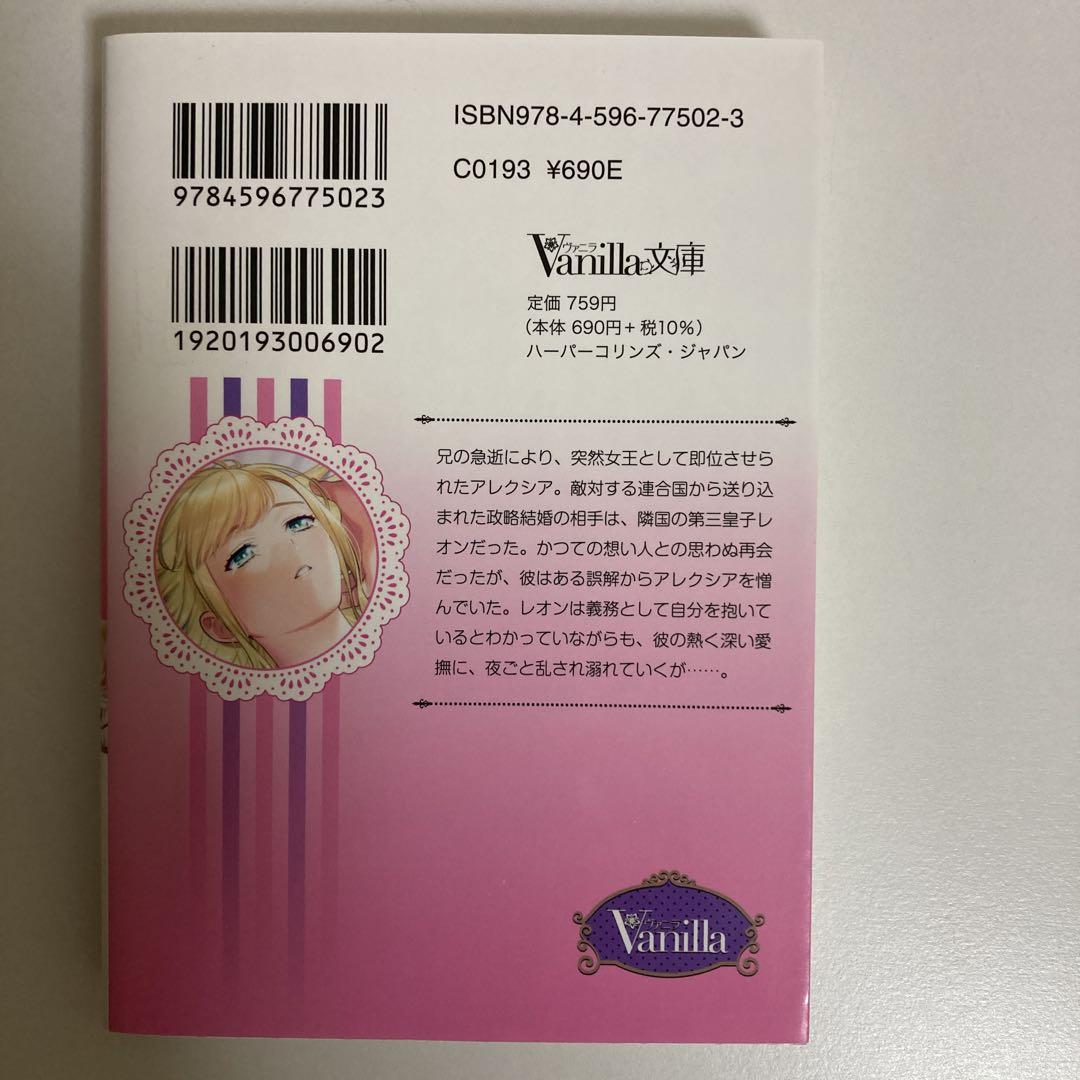 ISBN978-4-596-77502-3
C0193 ¥690E
9784596775023
1920193006902
ヴァニラ
Vanilla文庫
定価 759円
(本体 690円+税10%)
ハーパーコリンズ・ジャパン
兄の急逝により、突然女王として即位させら
れたアレクシア。敵対する連合国から送り込
まれた政略結婚の相手は、隣国の第三皇子レ
オンだった。かつての想い人との思わぬ再会
だったが、彼はある誤解からアレクシアを憎
んでいた。レオンは義務として自分を抱いて
いるとわかっていながらも、彼の熱く深い愛
撫に、夜ごと乱され溺れていくが……。
ヴァニラ
Vanilla